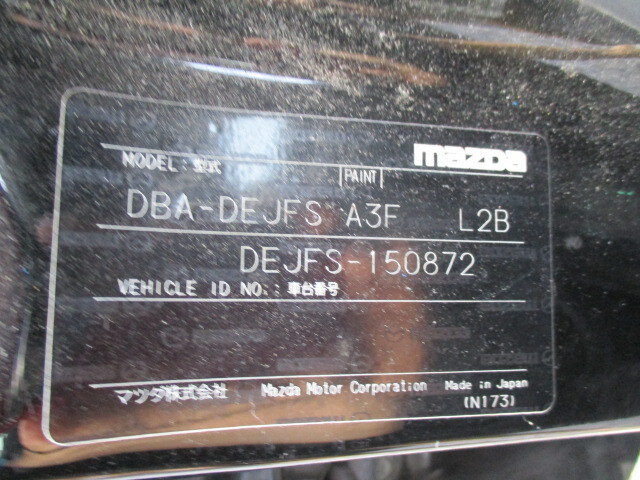 mazda
MODEL: 型式 PAINT
DBA-DEJFS A3F L2B
DEJFS-150872
VEHICLE ID NO.: 車台番号
マツダ株式会社 Mazda Motor Corporation Made in Japan
(N173)